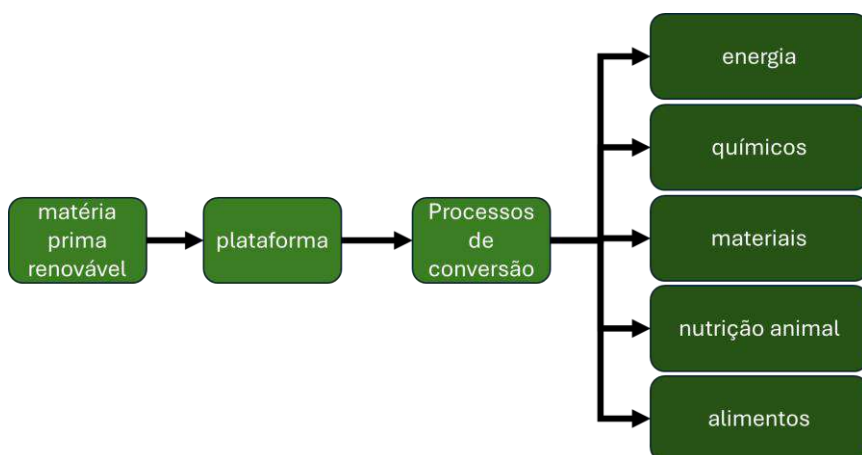 matéria
prima
renovável
plataforma
Processos
de
conversão
energia
químicos
materiais
nutrição animal
alimentos